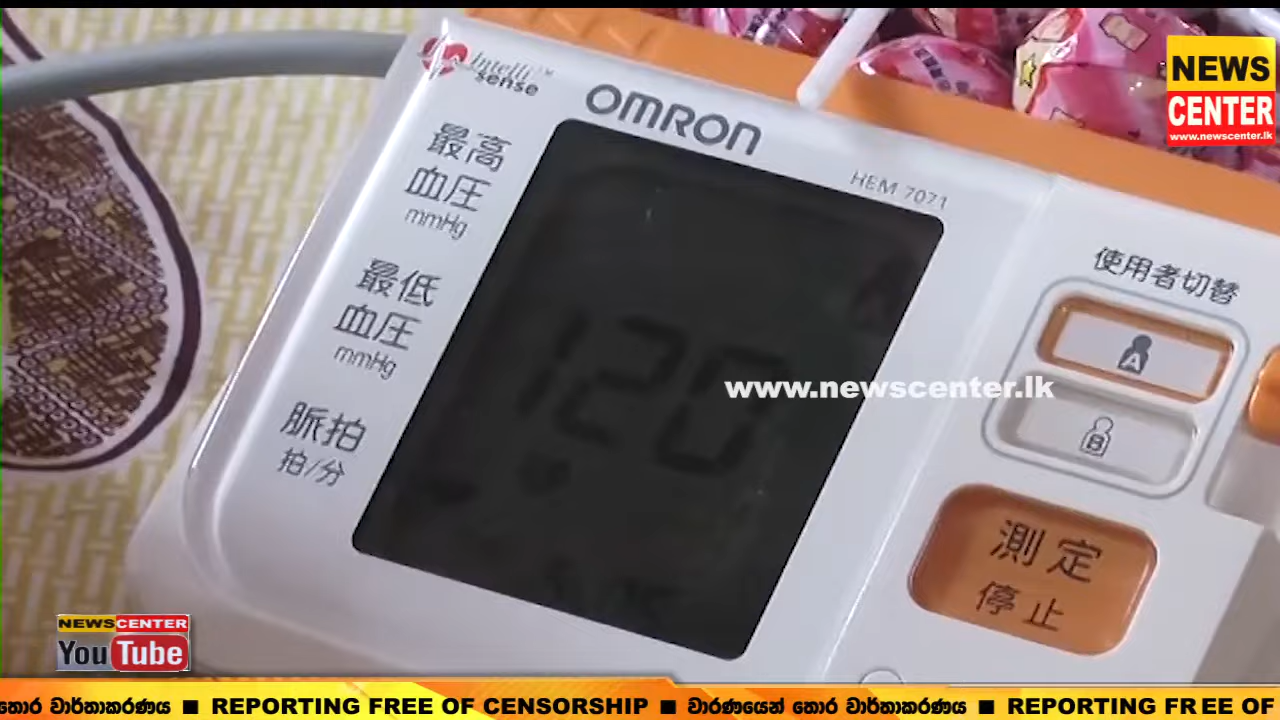 Intelli
sense
OMRON
HEM 7071
最高
血圧
mmHg
最低
血圧
mmHg
脈拍
拍/分
120
使用者切替
A
B
測定
停止
NEWS
CENTER
www.newscenter.lk
www.newscenter.lk
NEWSCENTER
YouTube
තොර වාර්තාකරණය ■ REPORTING FREE OF CENSORSHIP ■ වාරණයෙන් තොර වාර්තාකරණය ■ REPORTING FREE OF